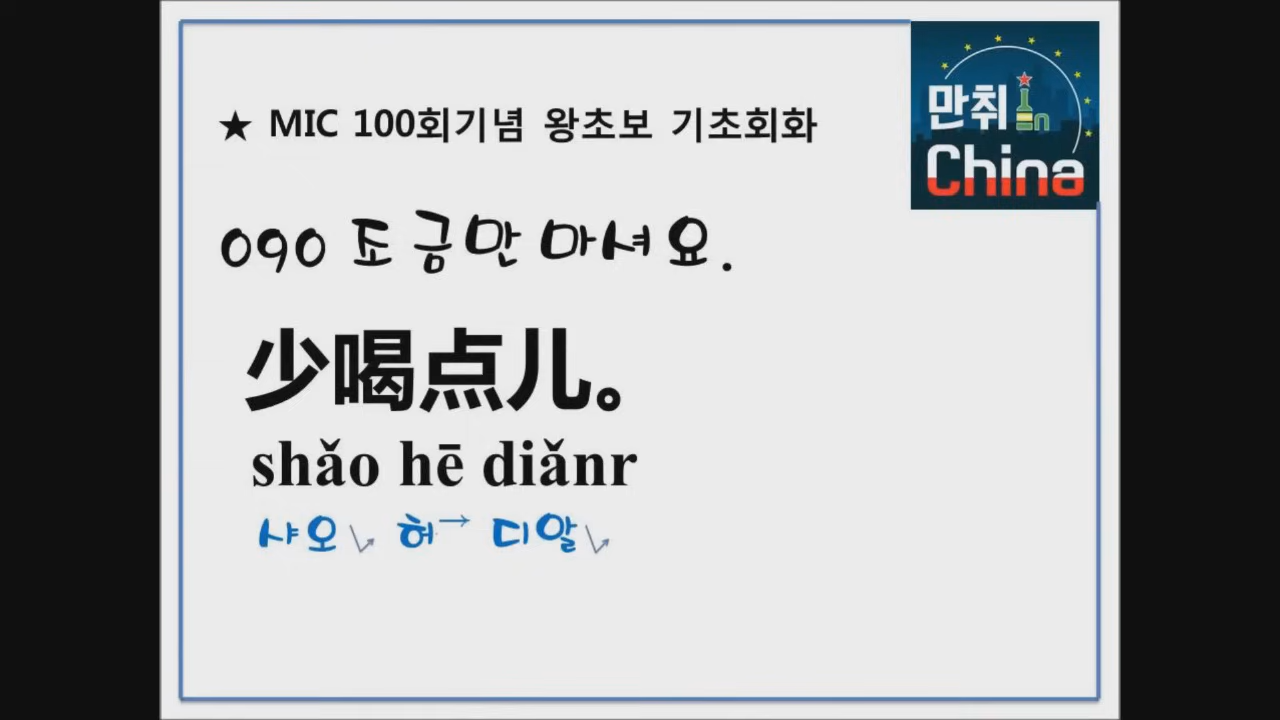 ★ MIC 100회기념 왕초보 기초회화
만취 in
China
090 조금만 마셔요.
少喝点儿。
shǎo hē diǎnr
샤오↘↗ 허→ 디알↘↗